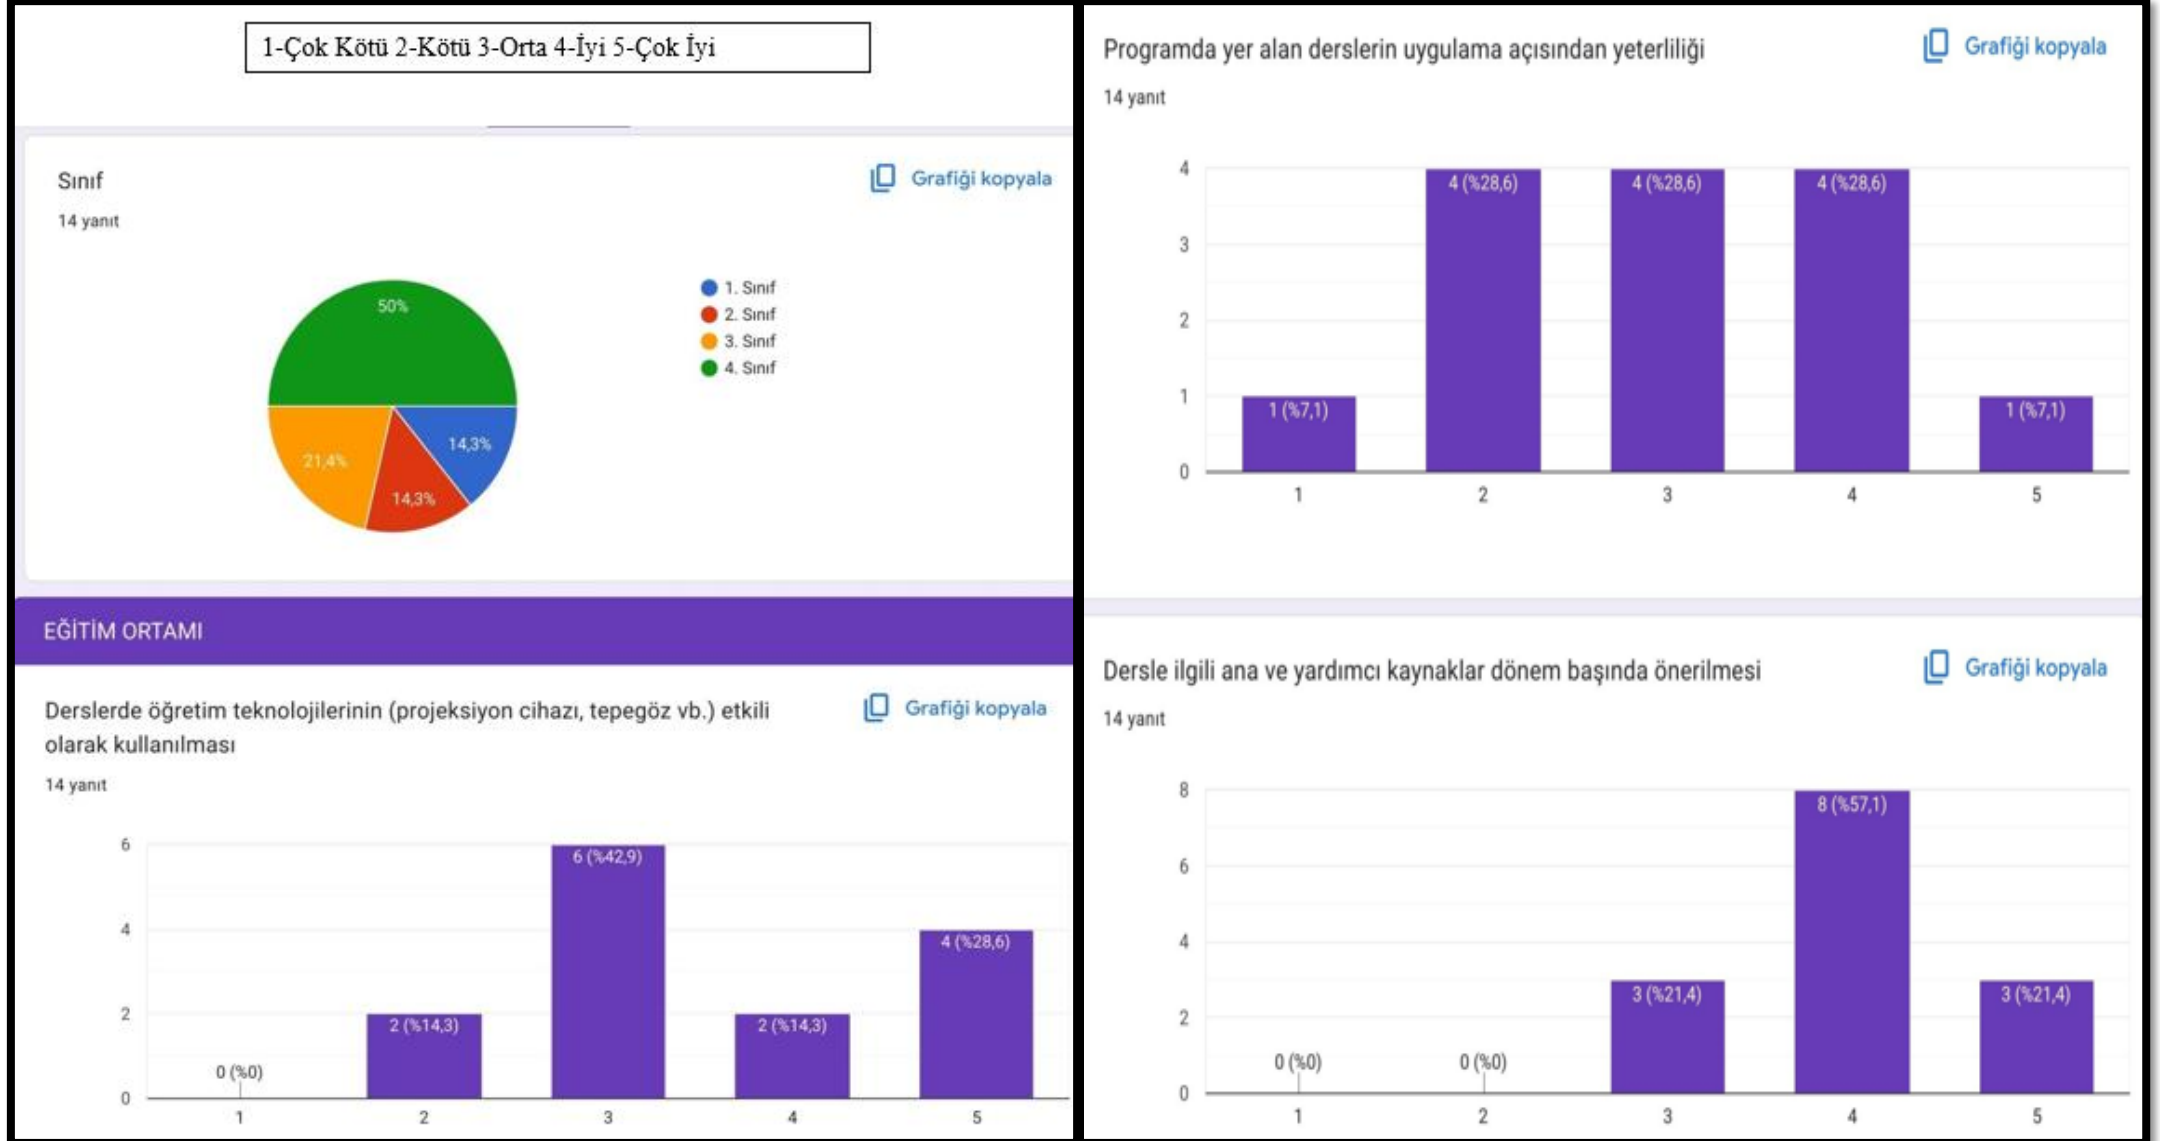 1-Çok Kötü 2-Kötü 3-Orta 4-İyi 5-Çok İyi
Sınıf
Grafiği kopyala
14 yanıt
50%
14,3%
14,3%
21,4%
1. Sınıf
2. Sınıf
3. Sınıf
4. Sınıf
EĞİTİM ORTAMI
Derslerde öğretim teknolojilerinin (projeksiyon cihazı, tepegöz vb.) etkili
olarak kullanılması
Grafiği kopyala
14 yanıt
6
4
2
0
0 (%0)
2 (%14,3)
6 (%42,9)
2 (%14,3)
4 (%28,6)
1 2 3 4 5
Programda yer alan derslerin uygulama açısından yeterliliği
Grafiği kopyala
14 yanıt
4
3
2
1
0
1 (%7,1)
4 (%28,6)
4 (%28,6)
4 (%28,6)
1 (%7,1)
1 2 3 4 5
Dersle ilgili ana ve yardımcı kaynaklar dönem başında önerilmesi
Grafiği kopyala
14 yanıt
8
6
4
2
0
0 (%0)
0 (%0)
3 (%21,4)
8 (%57,1)
3 (%21,4)
1 2 3 4 5